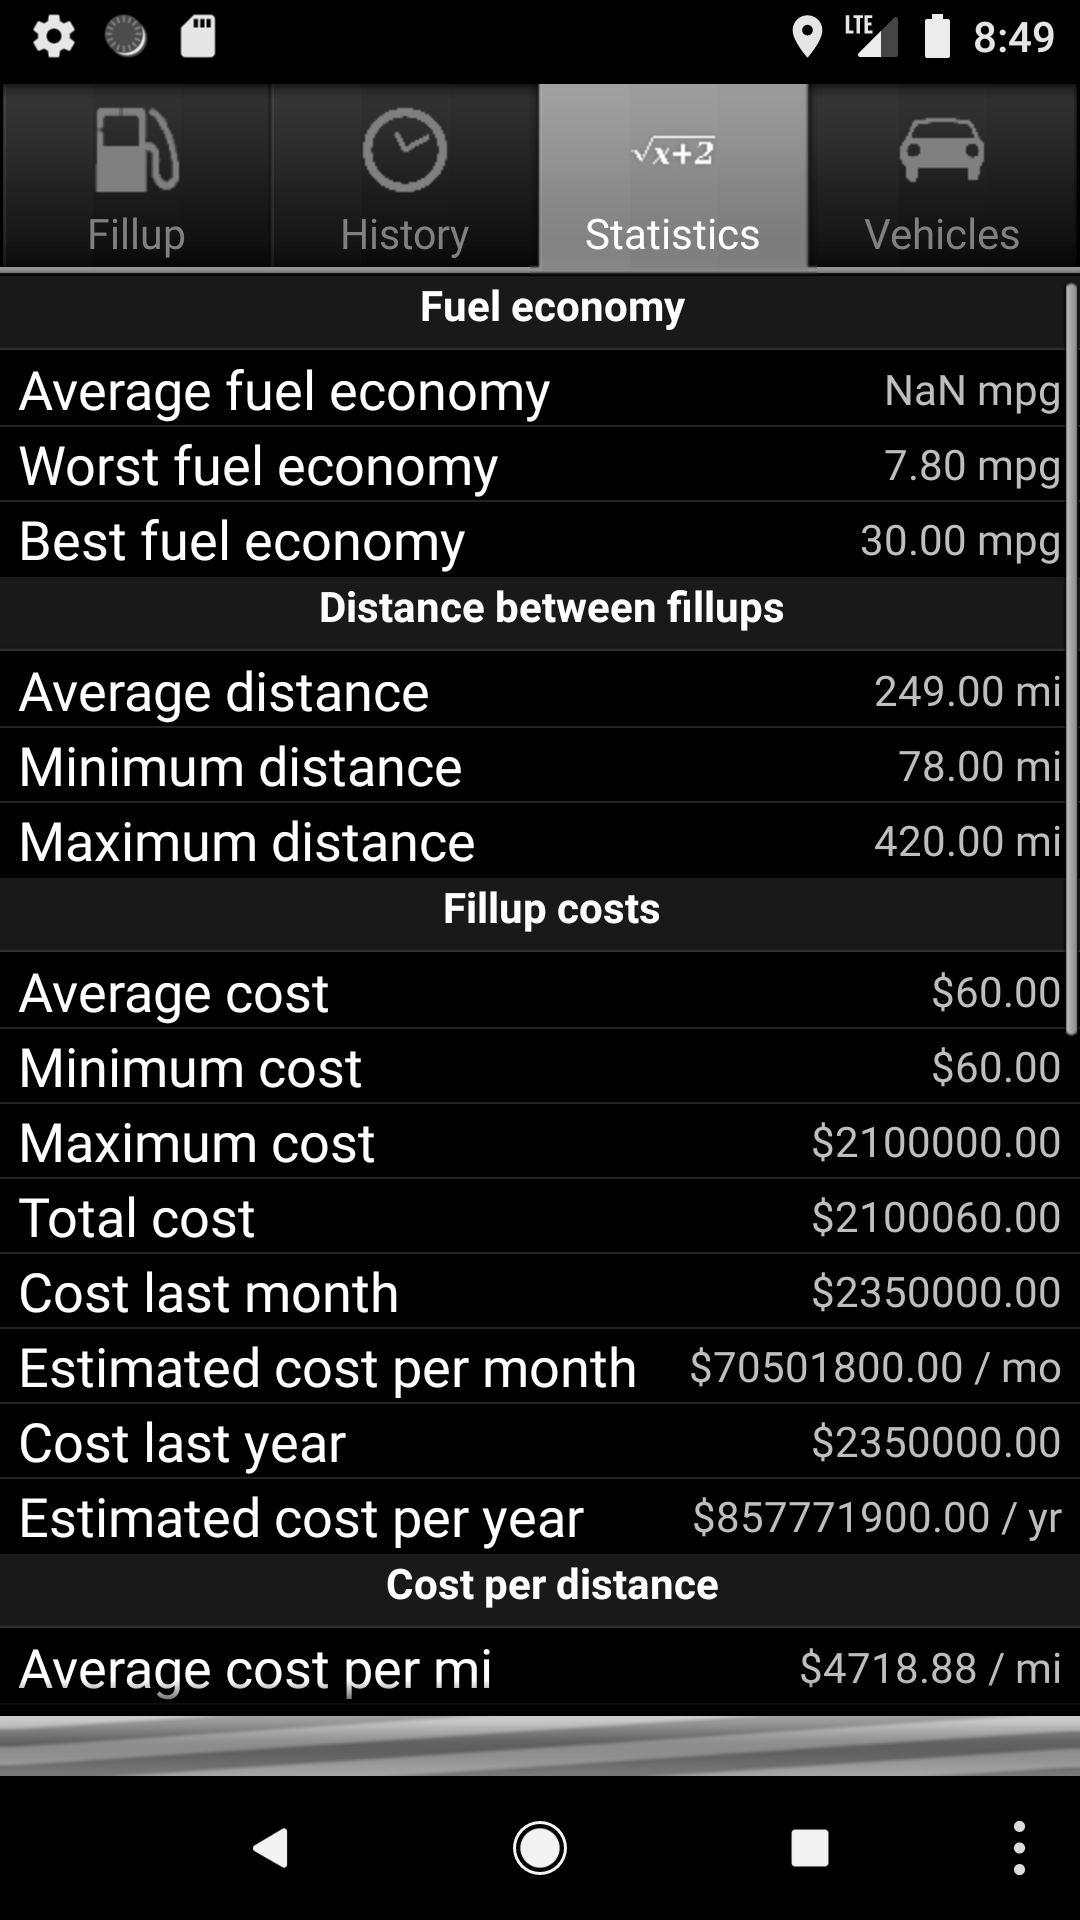 LTE 8:49
√x+2
Fillup History Statistics Vehicles
Fuel economy
Average fuel economy NaN mpg
Worst fuel economy 7.80 mpg
Best fuel economy 30.00 mpg
Distance between fillups
Average distance 249.00 mi
Minimum distance 78.00 mi
Maximum distance 420.00 mi
Fillup costs
Average cost $60.00
Minimum cost $60.00
Maximum cost $2100000.00
Total cost $2100060.00
Cost last month $2350000.00
Estimated cost per month $70501800.00 / mo
Cost last year $2350000.00
Estimated cost per year $857771900.00 / yr
Cost per distance
Average cost per mi $4718.88 / mi